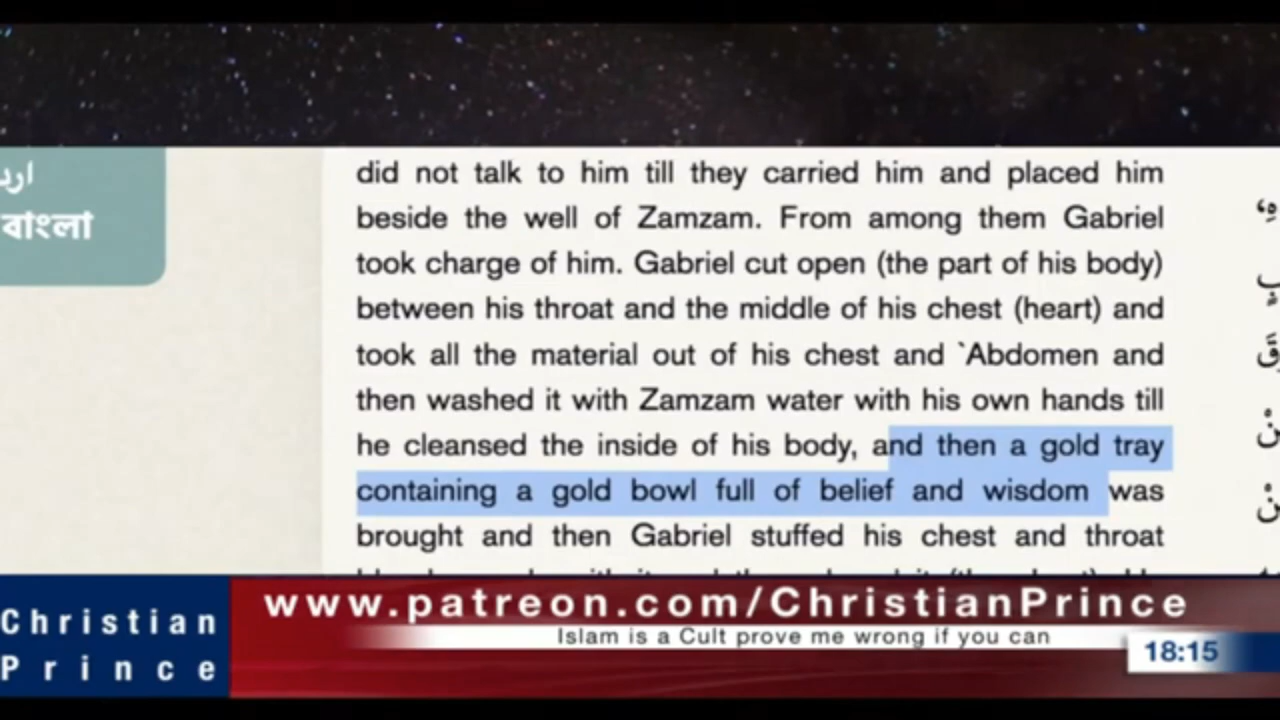 ارد
বাংলা
did not talk to him till they carried him and placed him
beside the well of Zamzam. From among them Gabriel
took charge of him. Gabriel cut open (the part of his body)
between his throat and the middle of his chest (heart) and
took all the material out of his chest and `Abdomen and
then washed it with Zamzam water with his own hands till
he cleansed the inside of his body, and then a gold tray
containing a gold bowl full of belief and wisdom was
brought and then Gabriel stuffed his chest and throat
www.patreon.com/ChristianPrince
Christian
Prince
Islam is a Cult prove me wrong if you can
18:15